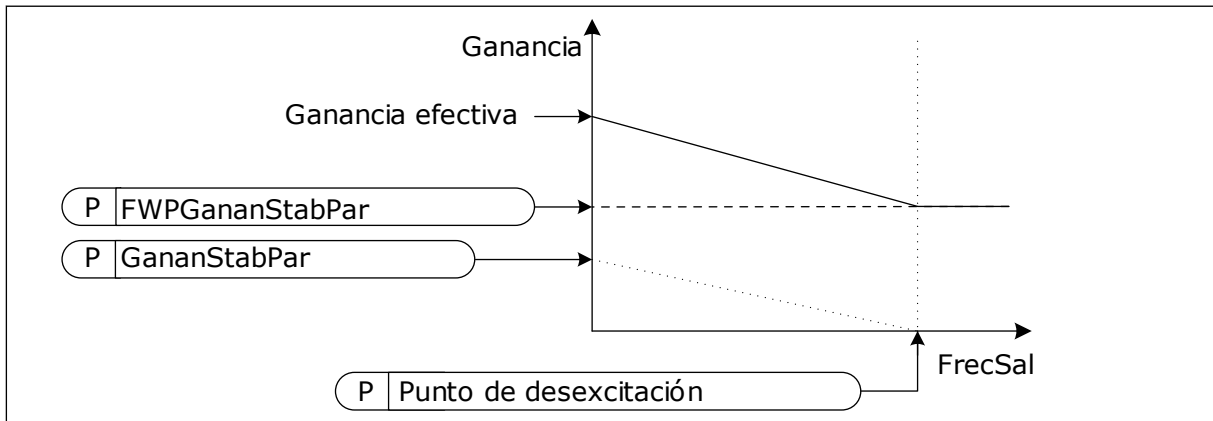 Ganancia
Ganancia efectiva
P FWPGananStabPar
P GananStabPar
FrecSal
P Punto de desexcitación